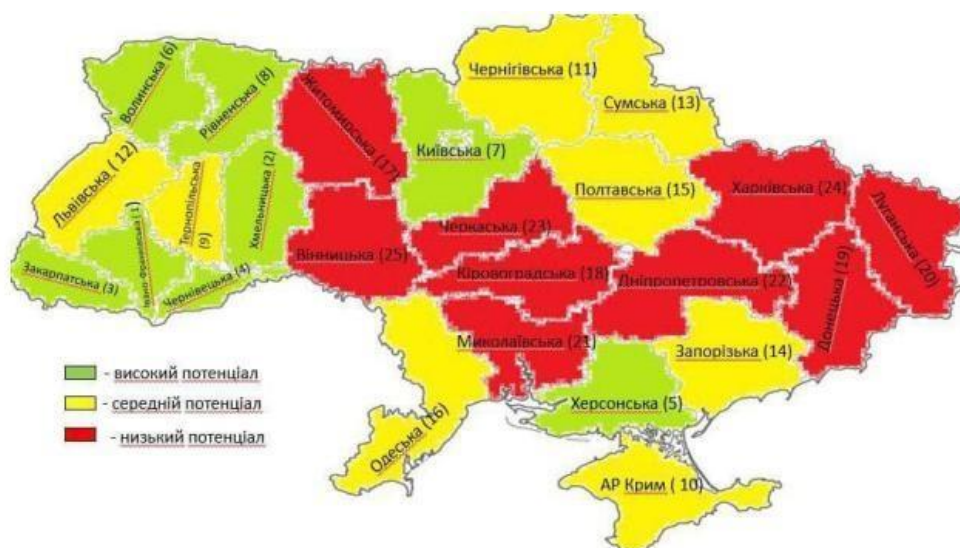 Волинська (6)
Рівненська (8)
Житомирська (17)
Київська (7)
Чернігівська (11)
Сумська (13)
Львівська ( 12)
Тернопільська
(9)
Хмельницька (2)
Полтавська (15)
Харківська (24)
Луганська (20)
Закарпатська (3)
Івано-Франківська (1)
Чернівецька (4)
Вінницька (25)
Черкаська (23)
Кіровоградська (18)
Дніпропетровська (22)
Донецька (19)
Миколаївська (21)
Запорізька (14)
Одеська (16)
Херсонська (5)
АР Крим ( 10)
- високий потенціал
- середній потенціал
- низький потенціал